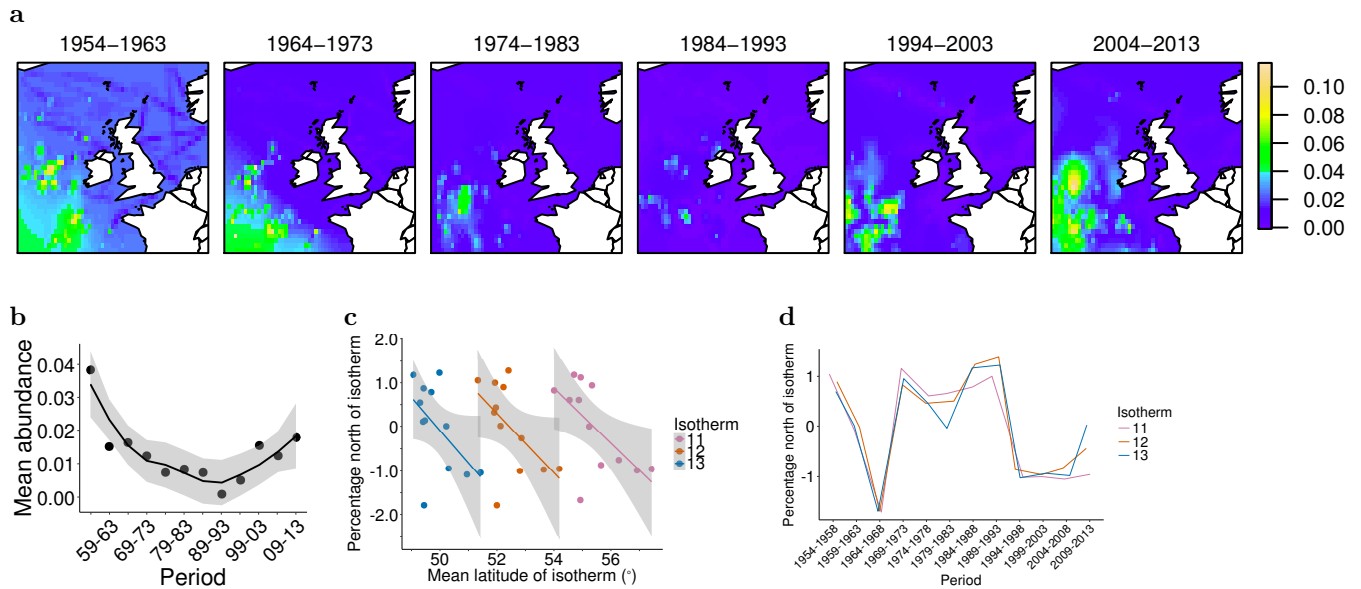 a
1954−1963 1964−1973 1974−1983 1984−1993 1994−2003 2004−2013
0.10
0.08
0.06
0.04
0.02
0.00
b
Mean abundance
0.04
0.03
0.02
0.01
0.00
59−63 69−73 79−83 89−93 99−03 09−13
Period
c
Percentage north of isotherm
2.0
1.0
0
-1.0
-2.0
50 52 54 56
Mean latitude of isotherm (°)
Isotherm
11
12
13
d
Percentage north of isotherm
1
0
-1
1954-1958 1959-1963 1964-1968 1969-1973 1974-1978 1979-1983 1984-1988 1989-1993 1994-1998 1999-2003 2004-2008 2009-2013
Period
Isotherm
11
12
13